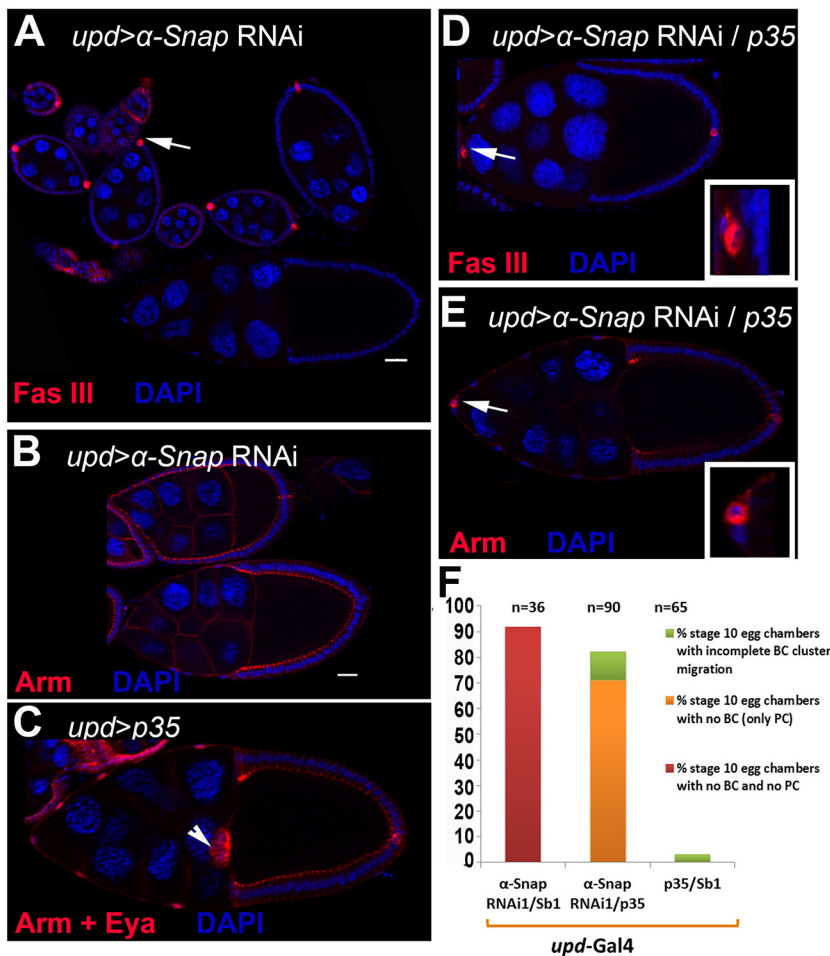 A upd>α-Snap RNAi
Fas III DAPI
B upd>α-Snap RNAi
Arm DAPI
C upd>p35
Arm + Eya DAPI
D upd>α-Snap RNAi / p35
Fas III DAPI
E upd>α-Snap RNAi / p35
Arm DAPI
F
n=36 n=90 n=65
100
90
80
70
60
50
40
30
20
10
0
% stage 10 egg chambers
with incomplete BC cluster
migration
% stage 10 egg chambers
with no BC (only PC)
% stage 10 egg chambers
with no BC and no PC
α-Snap
RNAi1/Sb1
α-Snap
RNAi1/p35
p35/Sb1
upd-Gal4